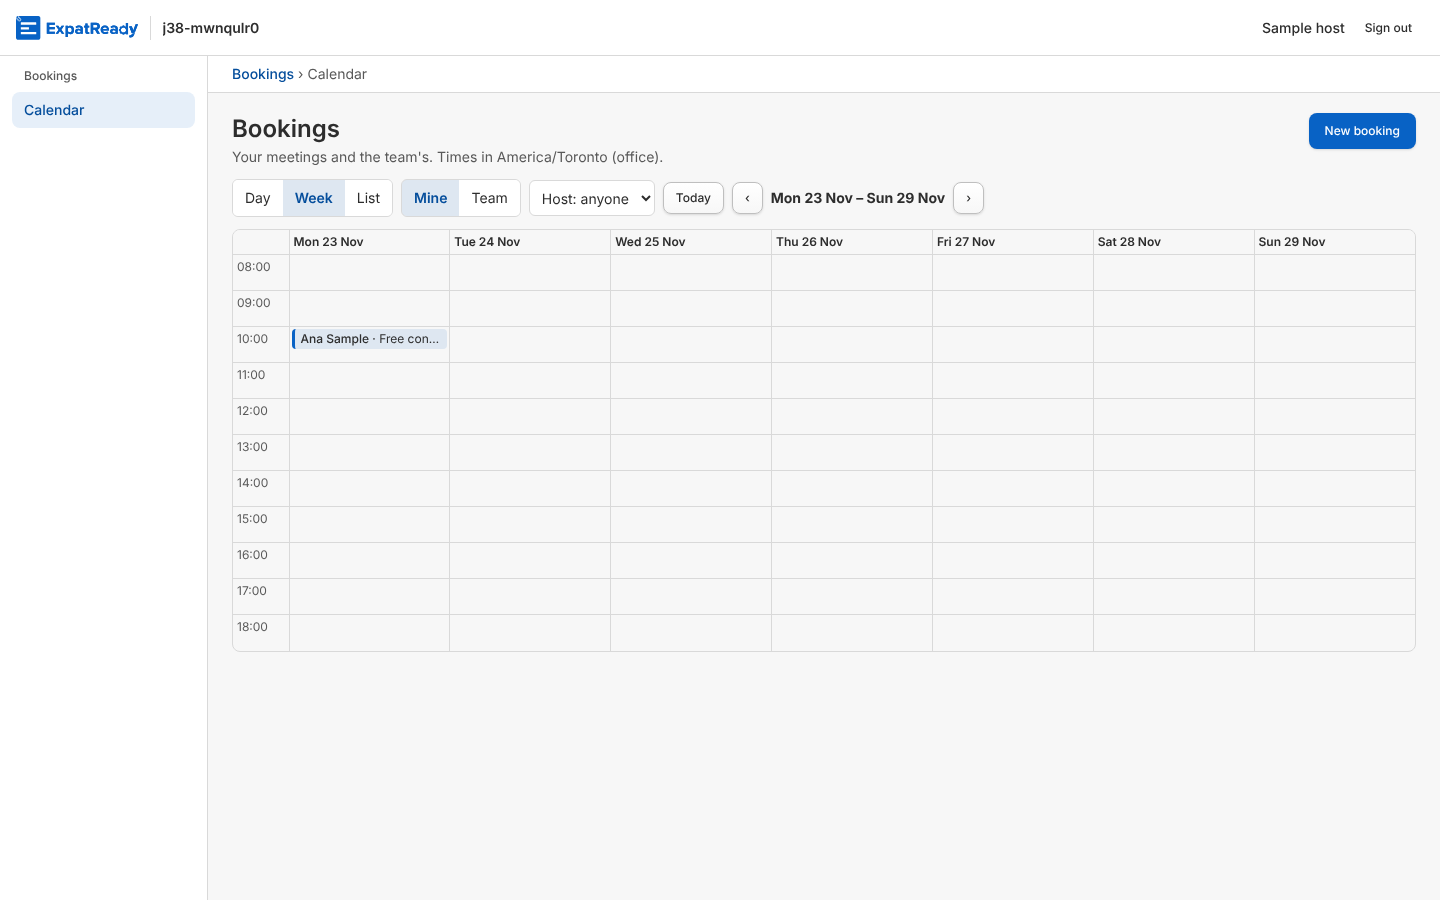 ExpatReady j38-mwnqulr0 Sample host Sign out
Bookings
Calendar
Bookings › Calendar
Bookings
New booking
Your meetings and the team's. Times in America/Toronto (office).
Day Week List Mine Team Host: anyone Today ‹ Mon 23 Nov – Sun 29 Nov ›
Mon 23 Nov Tue 24 Nov Wed 25 Nov Thu 26 Nov Fri 27 Nov Sat 28 Nov Sun 29 Nov
08:00
09:00
10:00 Ana Sample · Free con...
11:00
12:00
13:00
14:00
15:00
16:00
17:00
18:00